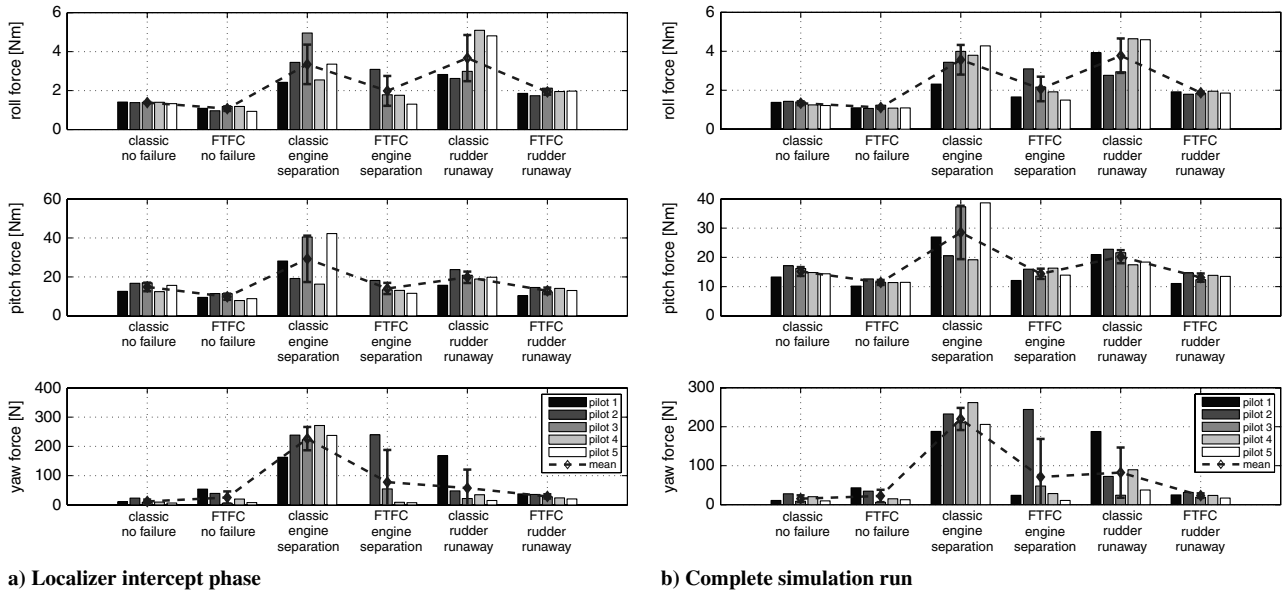 6
4
2
0
roll force [Nm]
classic no failure
FTFC no failure
classic engine separation
FTFC engine separation
classic rudder runaway
FTFC rudder runaway
60
40
20
0
pitch force [Nm]
classic no failure
FTFC no failure
classic engine separation
FTFC engine separation
classic rudder runaway
FTFC rudder runaway
400
300
200
100
0
yaw force [N]
pilot 1
pilot 2
pilot 3
pilot 4
pilot 5
mean
classic no failure
FTFC no failure
classic engine separation
FTFC engine separation
classic rudder runaway
FTFC rudder runaway
a) Localizer intercept phase
6
4
2
0
roll force [Nm]
classic no failure
FTFC no failure
classic engine separation
FTFC engine separation
classic rudder runaway
FTFC rudder runaway
40
30
20
10
0
pitch force [Nm]
classic no failure
FTFC no failure
classic engine separation
FTFC engine separation
classic rudder runaway
FTFC rudder runaway
300
200
100
0
yaw force [N]
pilot 1
pilot 2
pilot 3
pilot 4
pilot 5
mean
classic no failure
FTFC no failure
classic engine separation
FTFC engine separation
classic rudder runaway
FTFC rudder runaway
b) Complete simulation run